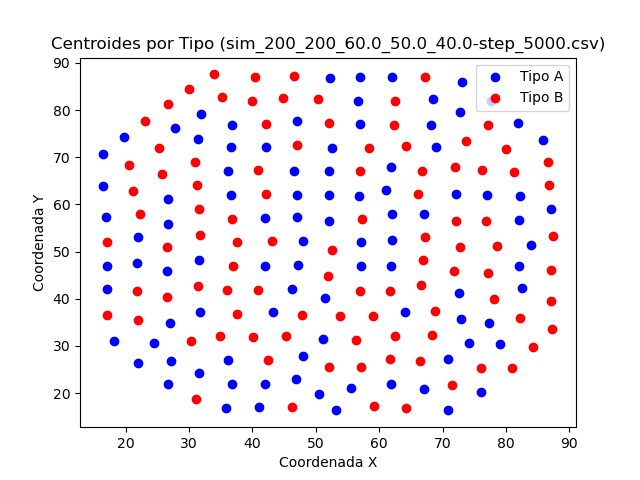 Centroides por Tipo (sim_200_200_60.0_50.0_40.0-step_5000.csv)
Tipo A
Tipo B
90
80
70
60
50
40
30
20
Coordenada Y
20 30 40 50 60 70 80 90
Coordenada X